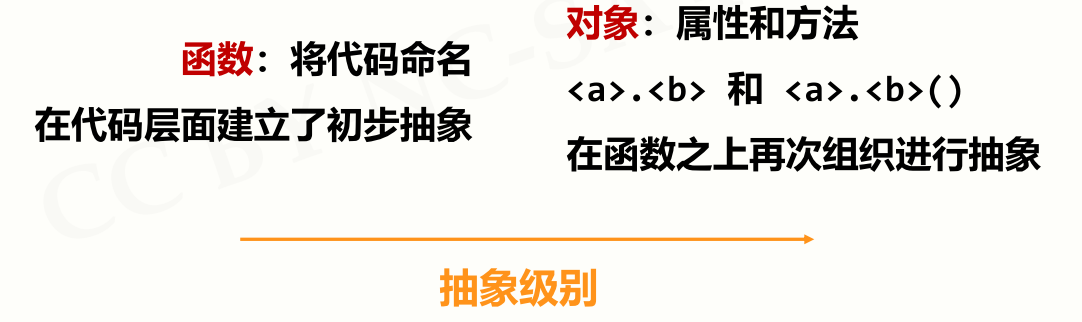 函数：将代码命名
在代码层面建立了初步抽象
对象：属性和方法
<a>.<b> 和 <a>.<b>()
在函数之上再次组织进行抽象
抽象级别
CC BY NC-S